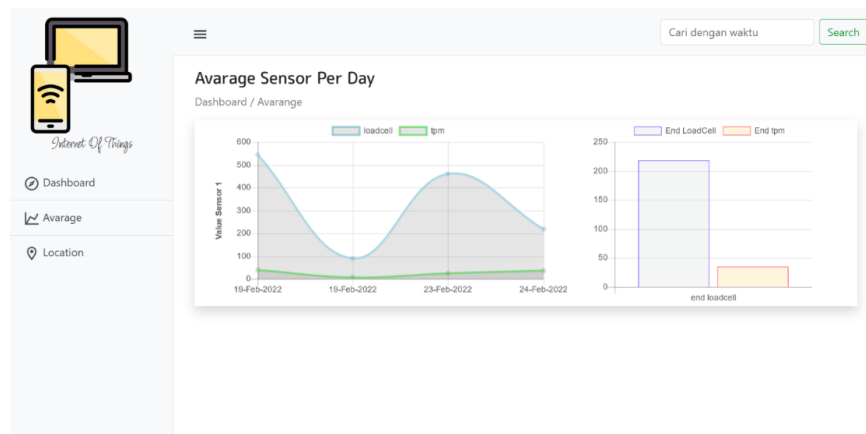 Cari dengan waktu
Search
Internet Of Things
Dashboard
Avarage
Location
Avarage Sensor Per Day
Dashboard / Avarange
loadcell
tpm
Value Sensor 1
600
500
400
300
200
100
0
19-Feb-2022
19-Feb-2022
23-Feb-2022
24-Feb-2022
End LoadCell
End tpm
250
200
150
100
50
0
end loadcell